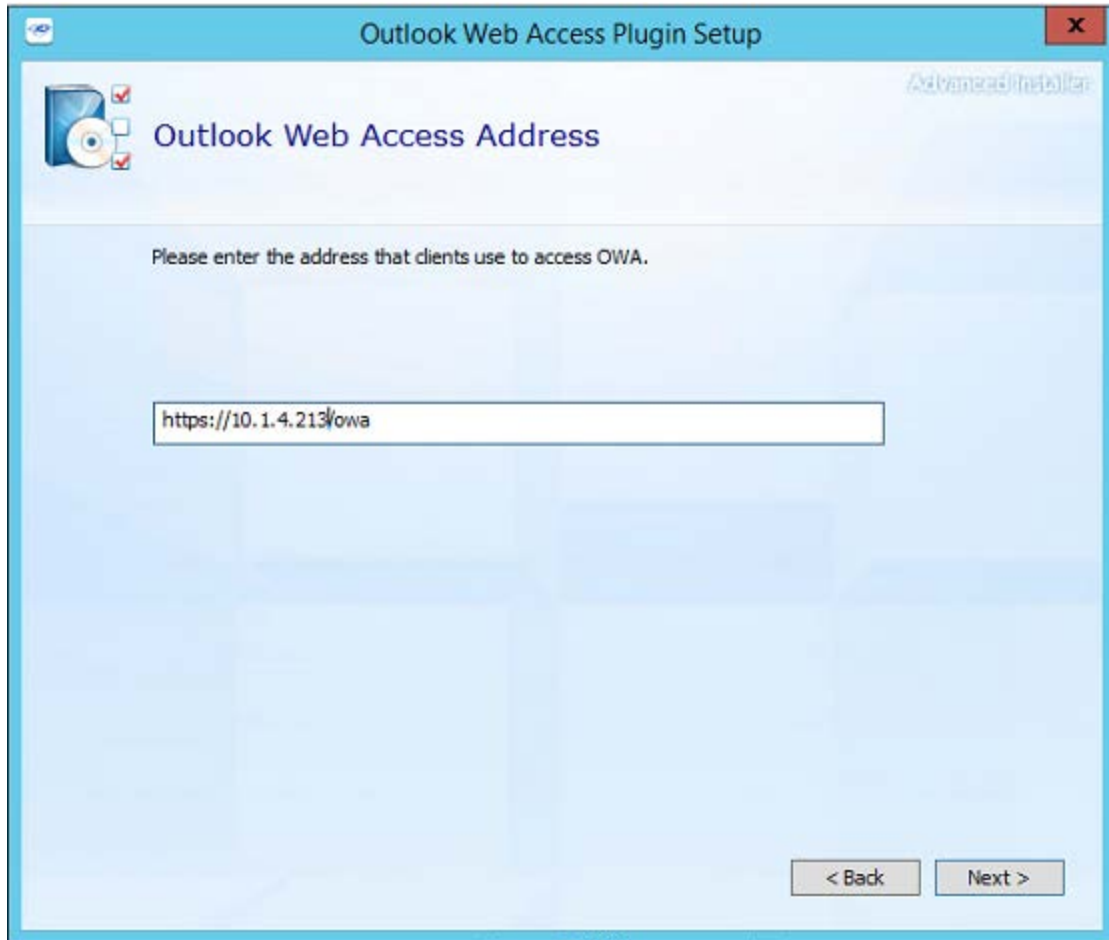 Outlook Web Access Plugin Setup
x
Advanced Installer
Outlook Web Access Address
Please enter the address that clients use to access OWA.
https://10.1.4.213/owa
< Back
Next >